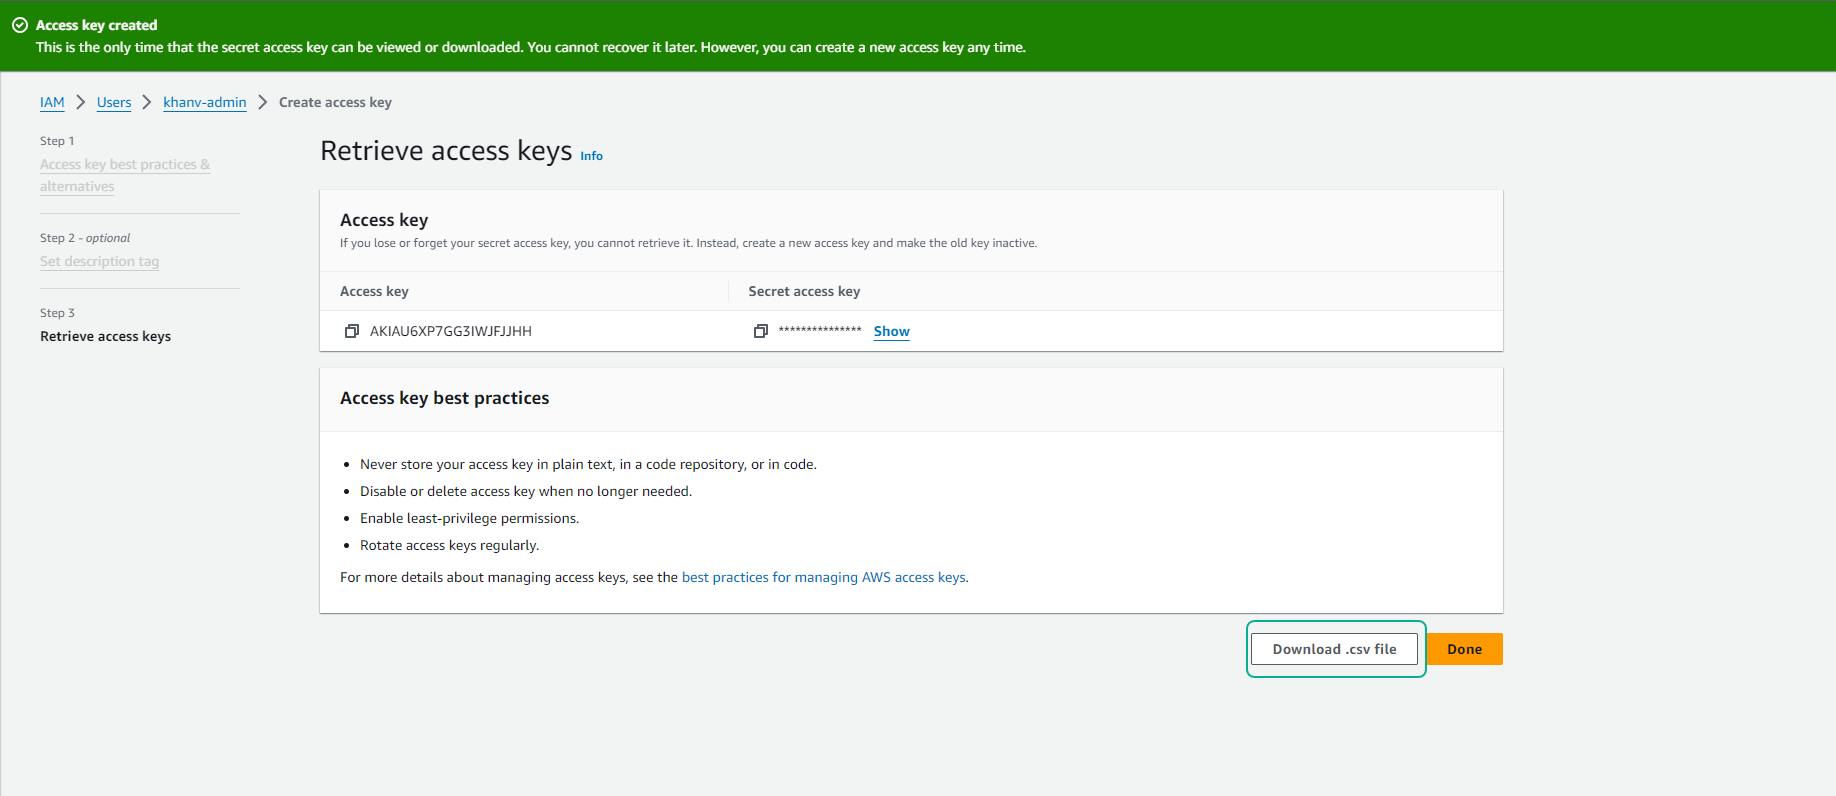 Access key created
This is the only time that the secret access key can be viewed or downloaded. You cannot recover it later. However, you can create a new access key any time.
IAM > Users > khanv-admin > Create access key
Step 1
Access key best practices &
alternatives
Step 2 - optional
Set description tag
Step 3
Retrieve access keys
Retrieve access keys Info
Access key
If you lose or forget your secret access key, you cannot retrieve it. Instead, create a new access key and make the old key inactive.
Access key Secret access key
AKIAU6XP7GG3IWJFJJHH *************** Show
Access key best practices
• Never store your access key in plain text, in a code repository, or in code.
• Disable or delete access key when no longer needed.
• Enable least-privilege permissions.
• Rotate access keys regularly.
For more details about managing access keys, see the best practices for managing AWS access keys.
Download .csv file Done